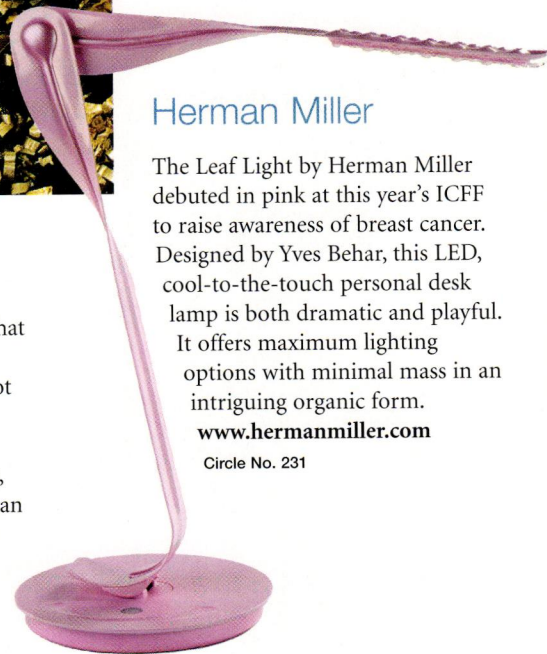 Herman Miller
The Leaf Light by Herman Miller
debuted in pink at this year's ICFF
to raise awareness of breast cancer.
Designed by Yves Behar, this LED,
cool-to-the-touch personal desk
lamp is both dramatic and playful.
It offers maximum lighting
options with minimal mass in an
intriguing organic form.
www.hermanmiller.com
Circle No. 231